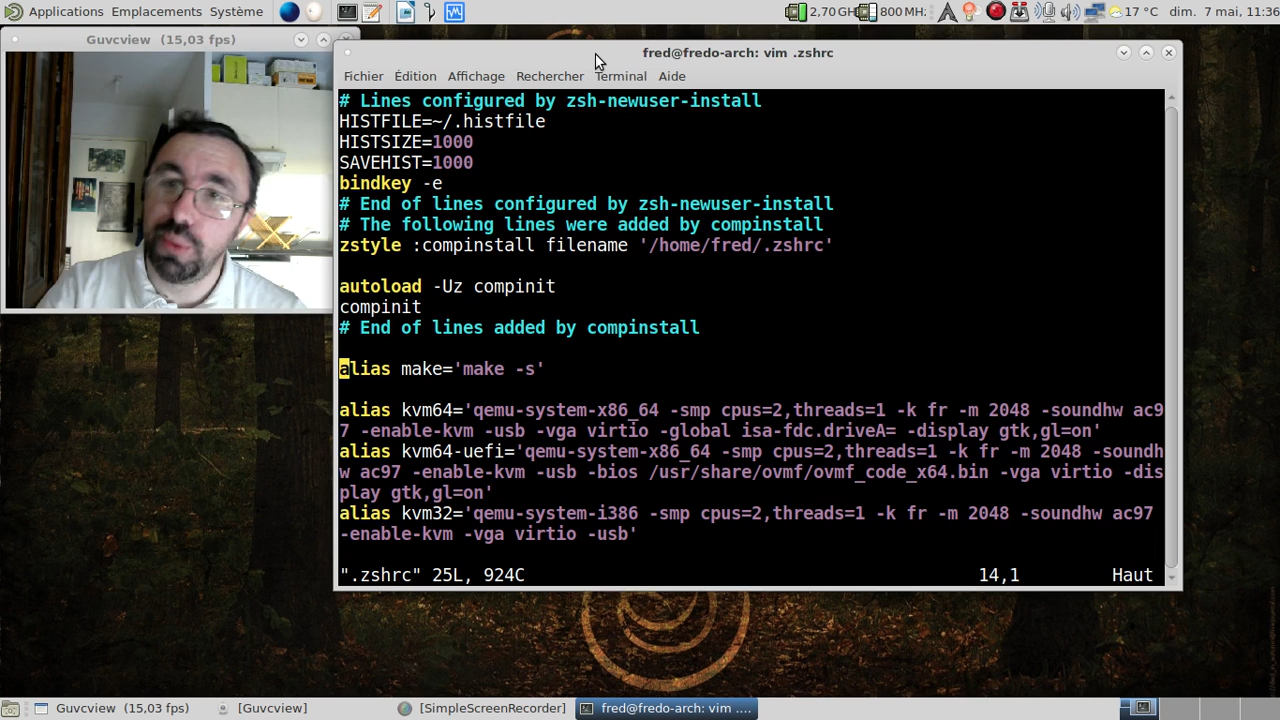 Applications Emplacements Système
2,70 GH 800 MH
17 °C dim. 7 mai, 11:36
Guvcview (15,03 fps)
fred@fredo-arch: vim .zshrc
Fichier Édition Affichage Rechercher Terminal Aide
# Lines configured by zsh-newuser-install
HISTFILE=~/.histfile
HISTSIZE=1000
SAVEHIST=1000
bindkey -e
# End of lines configured by zsh-newuser-install
# The following lines were added by compinstall
zstyle :compinstall filename '/home/fred/.zshrc'
autoload -Uz compinit
compinit
# End of lines added by compinstall
alias make='make -s'
alias kvm64='qemu-system-x86_64 -smp cpus=2,threads=1 -k fr -m 2048 -soundhw ac9
7 -enable-kvm -usb -vga virtio -global isa-fdc.driveA= -display gtk,gl=on'
alias kvm64-uefi='qemu-system-x86_64 -smp cpus=2,threads=1 -k fr -m 2048 -soundh
w ac97 -enable-kvm -usb -bios /usr/share/ovmf/ovmf_code_x64.bin -vga virtio -dis
play gtk,gl=on'
alias kvm32='qemu-system-i386 -smp cpus=2,threads=1 -k fr -m 2048 -soundhw ac97
-enable-kvm -vga virtio -usb'
".zshrc" 25L, 924C 14,1 Haut
Guvcview (15,03 fps) [Guvcview] [SimpleScreenRecorder] fred@fredo-arch: vim ....